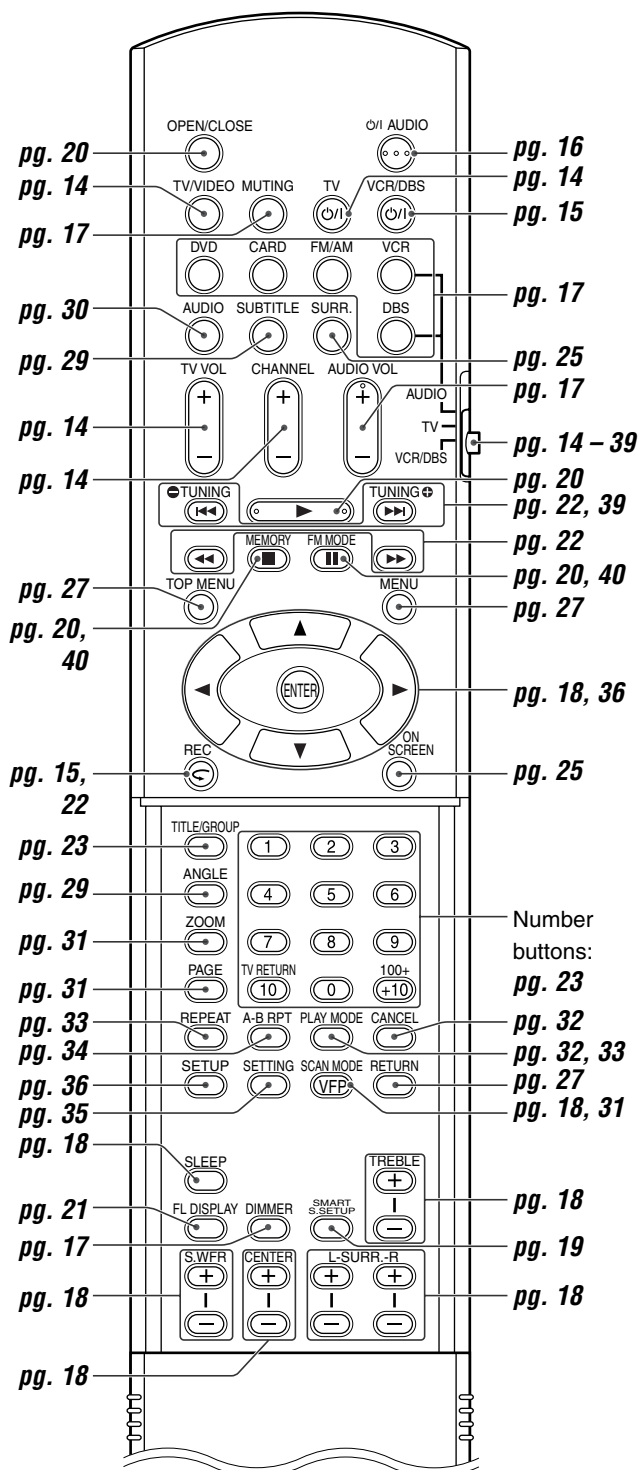 OPEN/CLOSE
⏻/I AUDIO
pg. 20
pg. 16
pg. 14
TV/VIDEO
MUTING
TV
VCR/DBS
pg. 14
⏻/I
⏻/I
pg. 15
pg. 17
DVD
CARD
FM/AM
VCR
pg. 17
pg. 30
AUDIO
SUBTITLE
SURR.
DBS
pg. 29
pg. 25
TV VOL
CHANNEL
AUDIO VOL
AUDIO
pg. 17
+
+
+
pg. 14
TV
pg. 14 – 39
–
–
–
VCR/DBS
pg. 14
pg. 20
TUNING
TUNING
pg. 22, 39
MEMORY
FM MODE
pg. 22
pg. 20, 40
pg. 27
TOP MENU
MENU
pg. 27
pg. 20,
40
ENTER
pg. 18, 36
REC
ON
SCREEN
pg. 15,
22
pg. 25
TITLE/GROUP
pg. 23
1
2
3
ANGLE
pg. 29
4
5
6
ZOOM
pg. 31
7
8
9
Number
buttons:
pg. 23
PAGE
TV RETURN
100+
pg. 31
10
0
+10
pg. 33
REPEAT
A-B RPT
PLAY MODE
CANCEL
pg. 32
pg. 34
pg. 32, 33
SETUP
SETTING
SCAN MODE
RETURN
pg. 27
pg. 36
VFP
pg. 18, 31
pg. 35
pg. 18
SLEEP
TREBLE
+
–
pg. 18
pg. 21
FL DISPLAY
DIMMER
SMART
S.SETUP
pg. 17
pg. 19
S.WFR
CENTER
L-SURR.-R
+
+
+
+
pg. 18
pg. 18
–
–
–
–
pg. 18